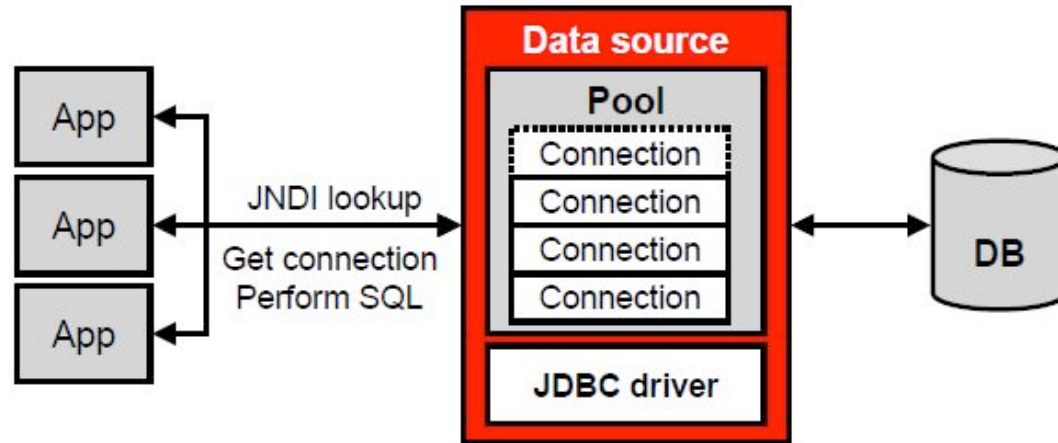 App
App
App
JNDI lookup
Get connection
Perform SQL
Data source
Pool
Connection
Connection
Connection
Connection
JDBC driver
DB